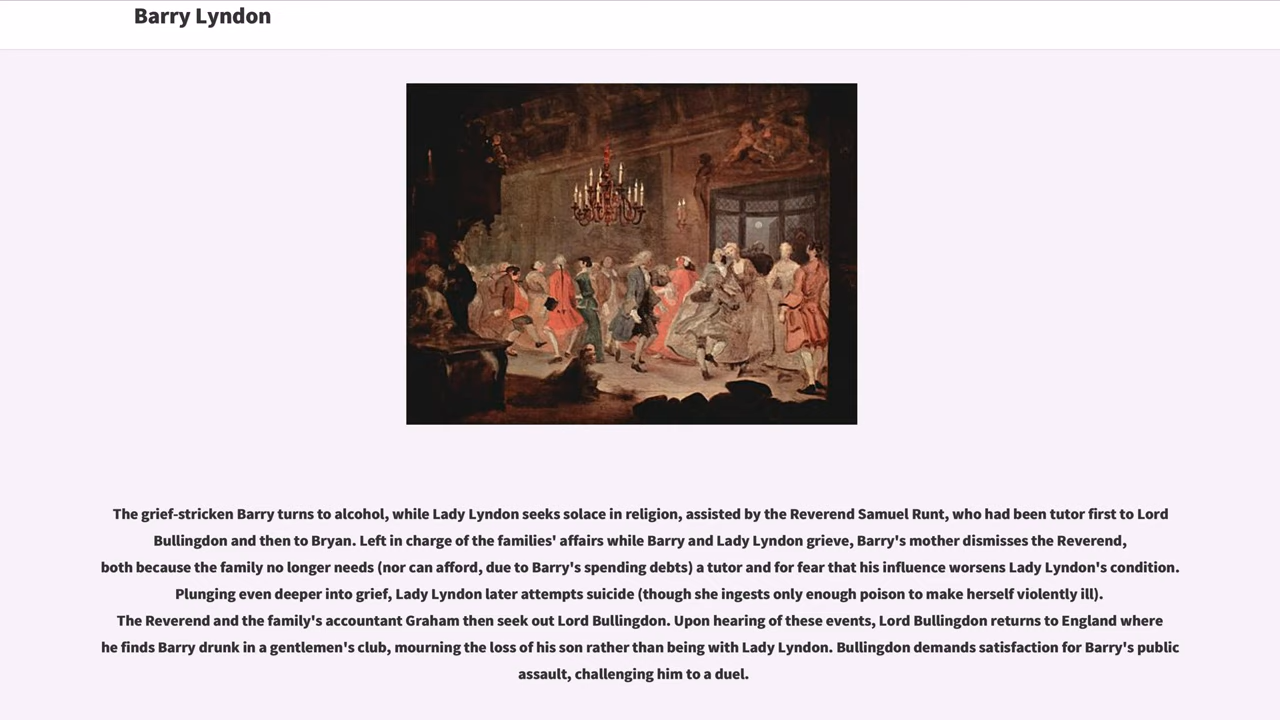 Barry Lyndon
The grief-stricken Barry turns to alcohol, while Lady Lyndon seeks solace in religion, assisted by the Reverend Samuel Runt, who had been tutor first to Lord
Bullingdon and then to Bryan. Left in charge of the families' affairs while Barry and Lady Lyndon grieve, Barry's mother dismisses the Reverend,
both because the family no longer needs (nor can afford, due to Barry's spending debts) a tutor and for fear that his influence worsens Lady Lyndon's condition.
Plunging even deeper into grief, Lady Lyndon later attempts suicide (though she ingests only enough poison to make herself violently ill).
The Reverend and the family's accountant Graham then seek out Lord Bullingdon. Upon hearing of these events, Lord Bullingdon returns to England where
he finds Barry drunk in a gentlemen's club, mourning the loss of his son rather than being with Lady Lyndon. Bullingdon demands satisfaction for Barry's public
assault, challenging him to a duel.